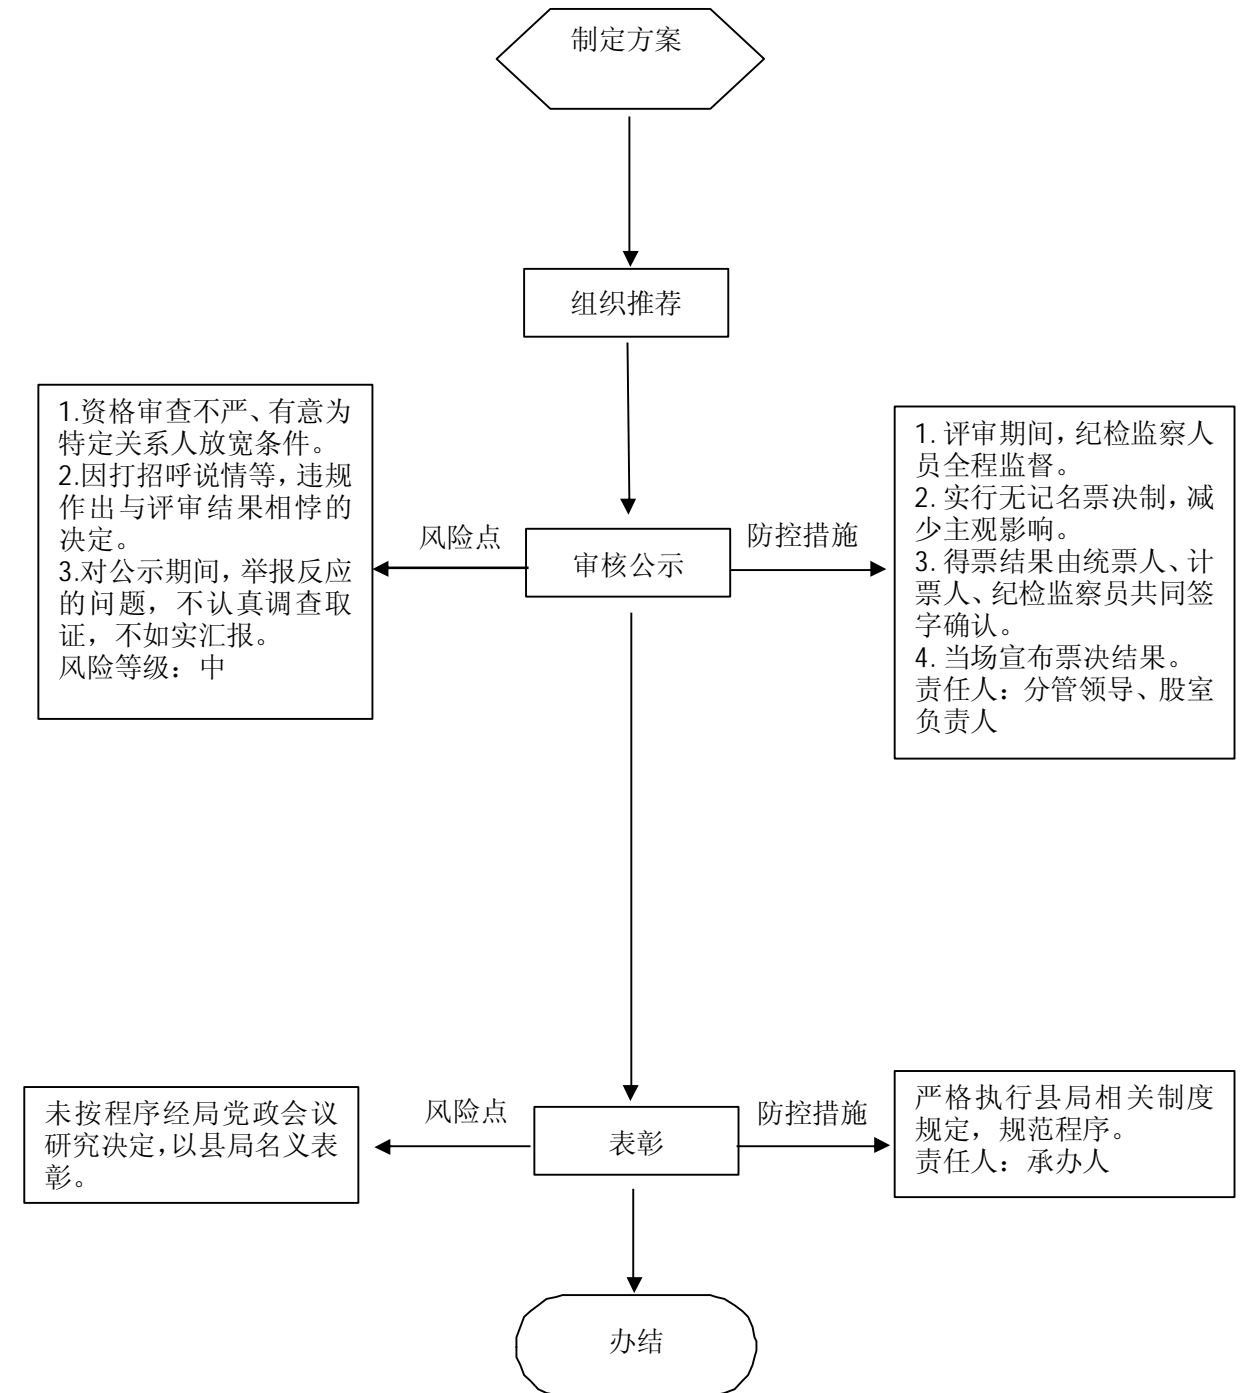 制定方案
组织推荐
1.资格审查不严、有意为
特定关系人放宽条件。
2.因打招呼说情等，违规
作出与评审结果相悖的
决定。
3.对公示期间，举报反应
的问题，不认真调查取
证，不如实汇报。
风险等级：中
风险点
审核公示
防控措施
1. 评审期间，纪检监察人
员全程监督。
2. 实行无记名票决制，减
少主观影响。
3. 得票结果由统票人、计
票人、纪检监察员共同签
字确认。
4. 当场宣布票决结果。
责任人：分管领导、股室
负责人
未按程序经局党政会议
研究决定，以县局名义表
彰。
风险点
表彰
防控措施
严格执行县局相关制度
规定，规范程序。
责任人：承办人
办结